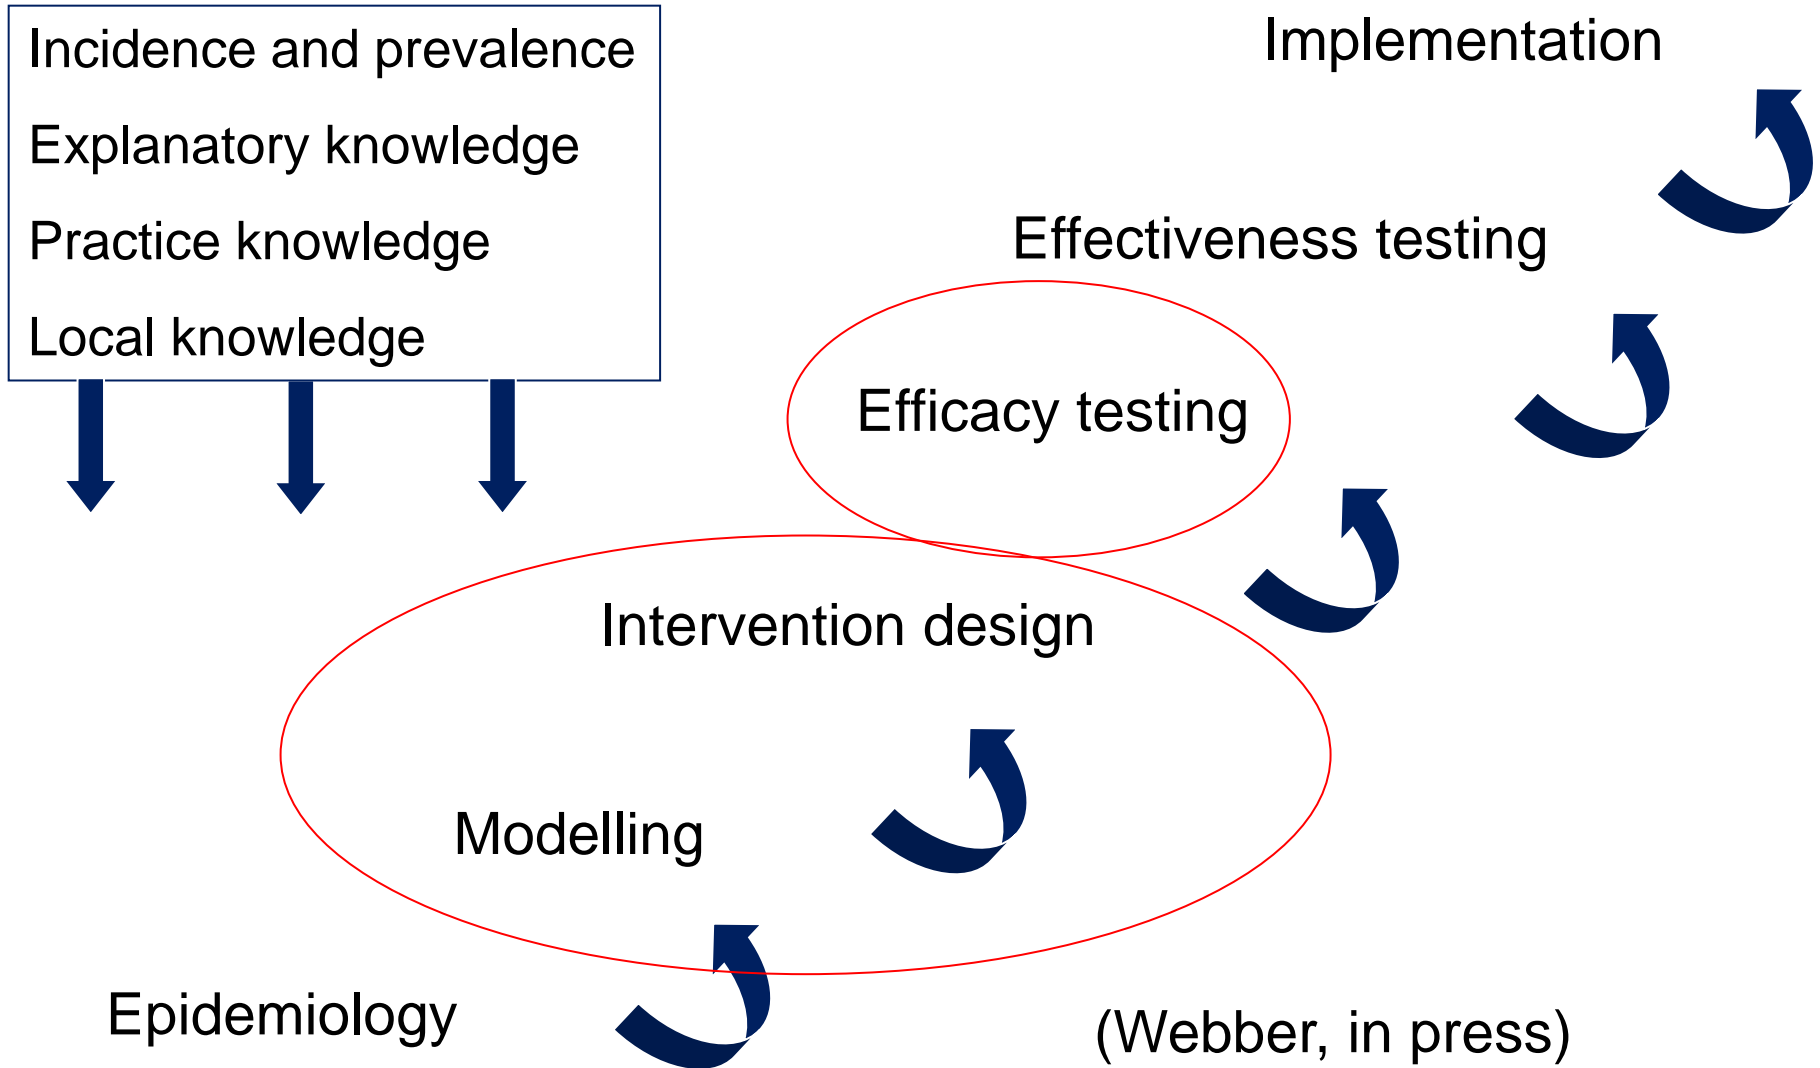 Incidence and prevalence
Explanatory knowledge
Practice knowledge
Local knowledge
Implementation
Effectiveness testing
Efficacy testing
Intervention design
Modelling
Epidemiology
(Webber, in press)